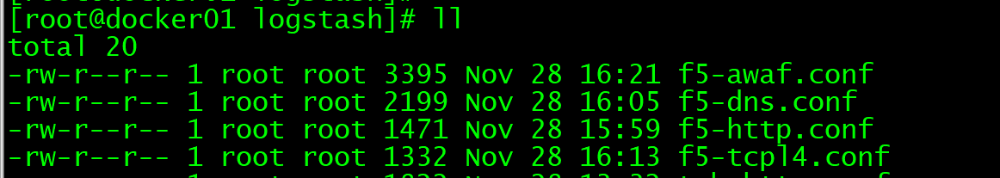 [root@docker01 logstash]# ll
total 20
-rw-r--r-- 1 root root 3395 Nov 28 16:21 f5-awaf.conf
-rw-r--r-- 1 root root 2199 Nov 28 16:05 f5-dns.conf
-rw-r--r-- 1 root root 1471 Nov 28 15:59 f5-http.conf
-rw-r--r-- 1 root root 1332 Nov 28 16:13 f5-tcpl4.conf